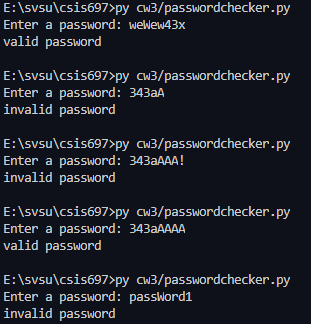 E:\svsu\csis697>py cw3/passwordchecker.py
Enter a password: weWew43x
valid password
E:\svsu\csis697>py cw3/passwordchecker.py
Enter a password: 343aA
invalid password
E:\svsu\csis697>py cw3/passwordchecker.py
Enter a password: 343aAAA!
invalid password
E:\svsu\csis697>py cw3/passwordchecker.py
Enter a password: 343aAAAA
valid password
E:\svsu\csis697>py cw3/passwordchecker.py
Enter a password: passWord1
invalid password